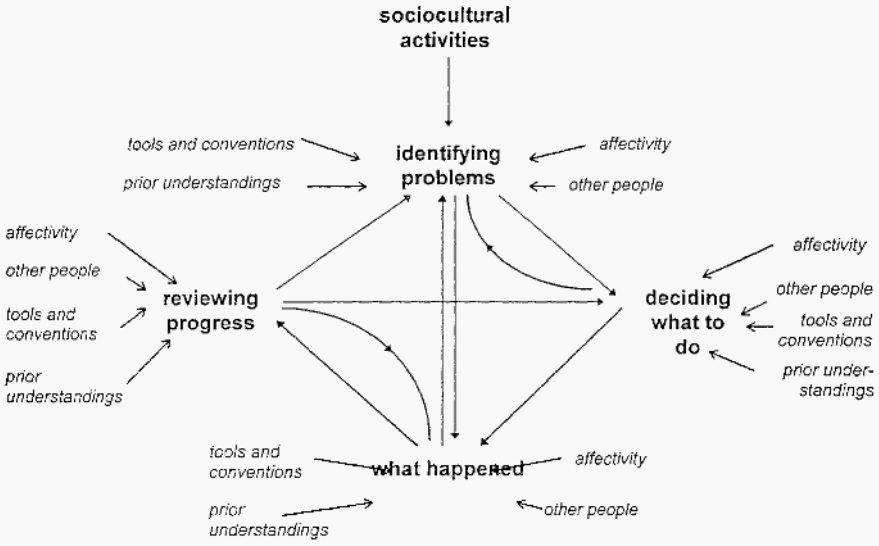 sociocultural
activities
tools and conventions
affectivity
identifying
problems
prior understandings
other people
affectivity
other people
tools and
conventions
prior
understandings
reviewing
progress
deciding
what to
do
affectivity
other people
tools and
conventions
prior under-
standings
tools and
conventions
what happened
affectivity
prior
understandings
other people